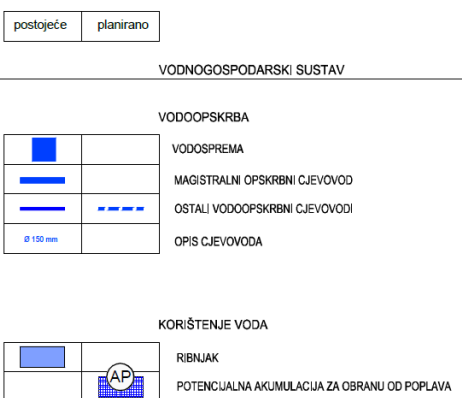 postojeće planirano
VODNOGOSPODARSKI SUSTAV
VODOOPSKRBA
VODOSPREMA
MAGISTRALNI OPSKRBNI CJEVOVOD
OSTALI VODOOPSKRBNI CJEVOVODI
Ø 150 mm OPIS CJEVOVODA
KORIŠTENJE VODA
RIBNJAK
AP POTENCIJALNA AKUMULACIJA ZA OBRANU OD POPLAVA